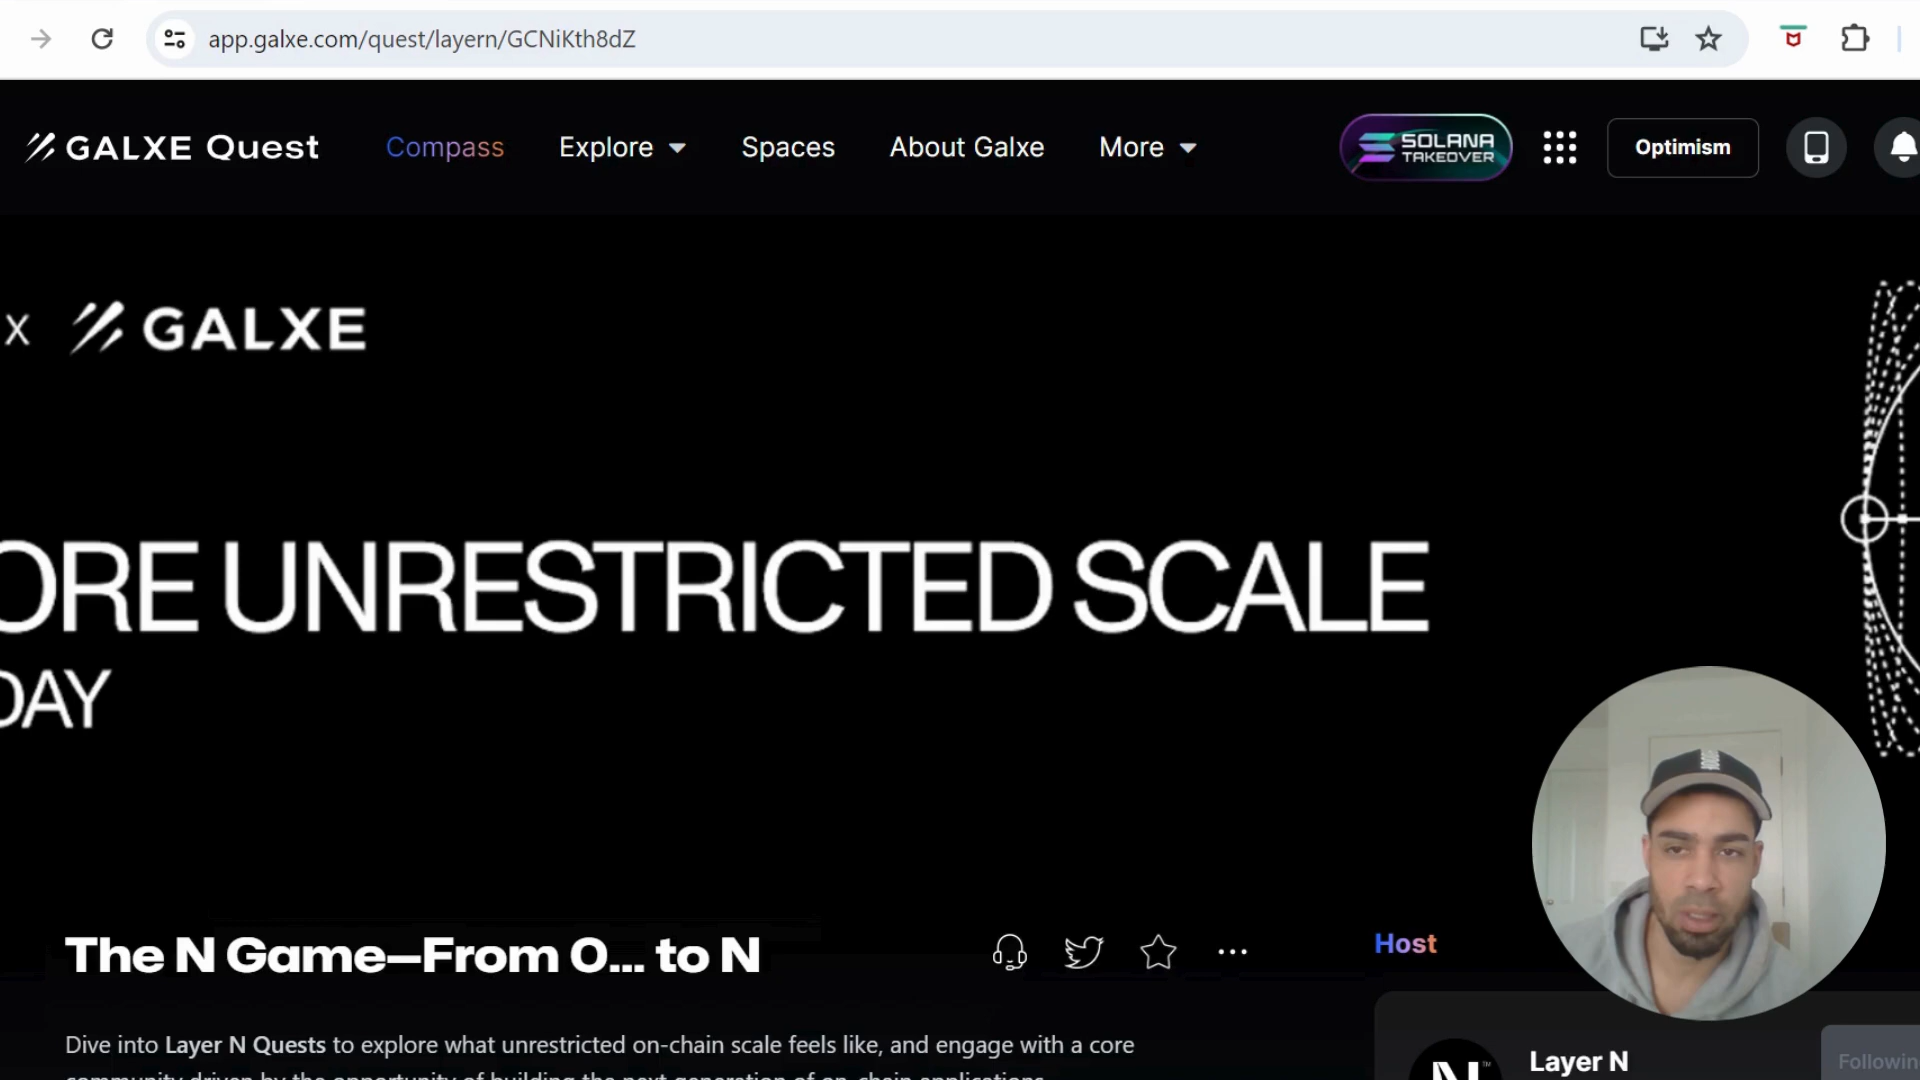 app.galxe.com/quest/layern/GCNiKth8dZ
GALXE Quest
Compass
Explore
Spaces
About Galxe
More
SOLANA
TAKEOVER
Optimism
X GALXE
ORE UNRESTRICTED SCALE
DAY
The N Game—From 0... to N
Host
Dive into Layer N Quests to explore what unrestricted on-chain scale feels like, and engage with a core
community driven by the opportunity of building the next generation of on-chain applications.
N
Layer N
Followin